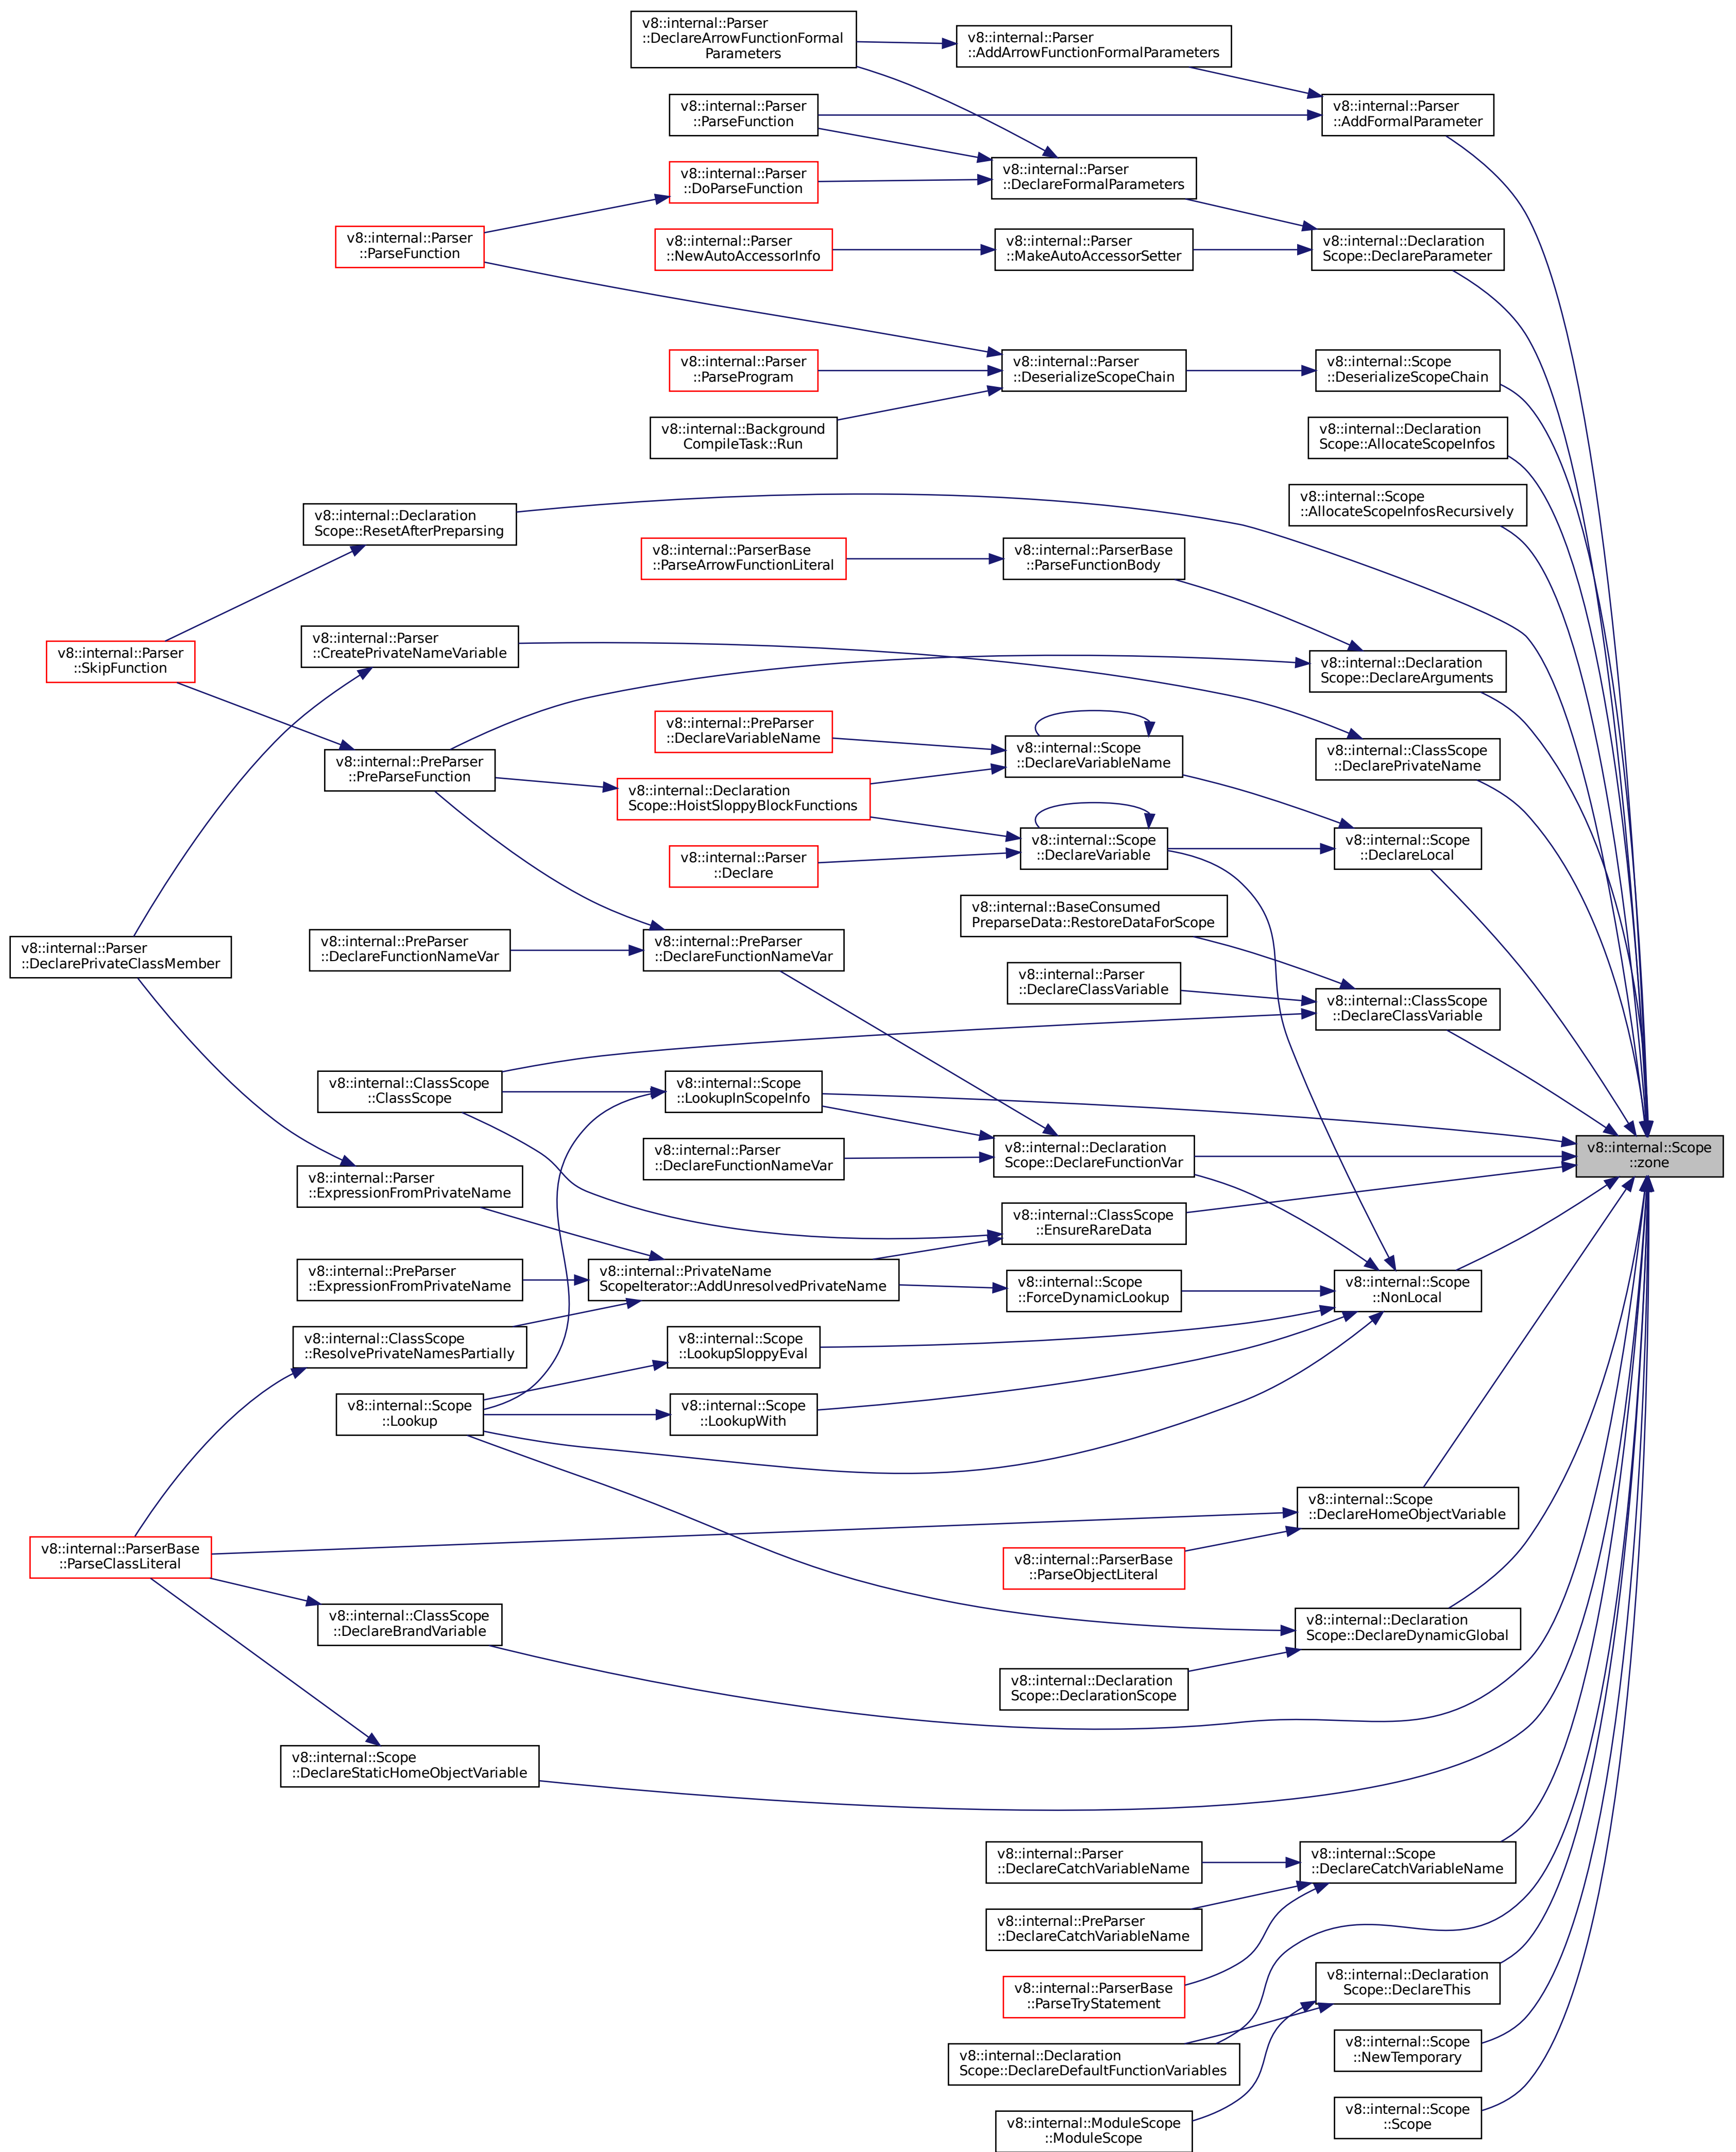 v8::internal::Parser
::DeclareArrowFunctionFormal
Parameters
v8::internal::Parser
::AddArrowFunctionFormalParameters
v8::internal::Parser
::ParseFunction
v8::internal::Parser
::AddFormalParameter
v8::internal::Parser
::DoParseFunction
v8::internal::Parser
::DeclareFormalParameters
v8::internal::Parser
::ParseFunction
v8::internal::Parser
::NewAutoAccessorInfo
v8::internal::Parser
::MakeAutoAccessorSetter
v8::internal::Declaration
Scope::DeclareParameter
v8::internal::Parser
::ParseProgram
v8::internal::Parser
::DeserializeScopeChain
v8::internal::Scope
::DeserializeScopeChain
v8::internal::Background
CompileTask::Run
v8::internal::Declaration
Scope::AllocateScopeInfos
v8::internal::Scope
::AllocateScopeInfosRecursively
v8::internal::Declaration
Scope::ResetAfterPreparsing
v8::internal::ParserBase
::ParseArrowFunctionLiteral
v8::internal::ParserBase
::ParseFunctionBody
v8::internal::Parser
::SkipFunction
v8::internal::Parser
::CreatePrivateNameVariable
v8::internal::Declaration
Scope::DeclareArguments
v8::internal::PreParser
::PreParseFunction
v8::internal::PreParser
::DeclareVariableName
v8::internal::Scope
::DeclareVariableName
v8::internal::ClassScope
::DeclarePrivateName
v8::internal::Declaration
Scope::HoistSloppyBlockFunctions
v8::internal::Parser
::Declare
v8::internal::Scope
::DeclareVariable
v8::internal::Scope
::DeclareLocal
v8::internal::BaseConsumed
PreparseData::RestoreDataForScope
v8::internal::Parser
::DeclarePrivateClassMember
v8::internal::PreParser
::DeclareFunctionNameVar
v8::internal::PreParser
::DeclareFunctionNameVar
v8::internal::Parser
::DeclareClassVariable
v8::internal::ClassScope
::DeclareClassVariable
v8::internal::ClassScope
::ClassScope
v8::internal::Scope
::LookupInScopeInfo
v8::internal::Parser
::DeclareFunctionNameVar
v8::internal::Declaration
Scope::DeclareFunctionVar
v8::internal::Scope
::zone
v8::internal::Parser
::ExpressionFromPrivateName
v8::internal::ClassScope
::EnsureRareData
v8::internal::PreParser
::ExpressionFromPrivateName
v8::internal::PrivateName
ScopeIterator::AddUnresolvedPrivateName
v8::internal::Scope
::ForceDynamicLookup
v8::internal::Scope
::NonLocal
v8::internal::ClassScope
::ResolvePrivateNamesPartially
v8::internal::Scope
::LookupSloppyEval
v8::internal::Scope
::Lookup
v8::internal::Scope
::LookupWith
v8::internal::Scope
::DeclareHomeObjectVariable
v8::internal::ParserBase
::ParseClassLiteral
v8::internal::ParserBase
::ParseObjectLiteral
v8::internal::ClassScope
::DeclareBrandVariable
v8::internal::Declaration
Scope::DeclareDynamicGlobal
v8::internal::Declaration
Scope::DeclarationScope
v8::internal::Scope
::DeclareStaticHomeObjectVariable
v8::internal::Parser
::DeclareCatchVariableName
v8::internal::Scope
::DeclareCatchVariableName
v8::internal::PreParser
::DeclareCatchVariableName
v8::internal::ParserBase
::ParseTryStatement
v8::internal::Declaration
Scope::DeclareThis
v8::internal::Declaration
Scope::DeclareDefaultFunctionVariables
v8::internal::Scope
::NewTemporary
v8::internal::ModuleScope
::ModuleScope
v8::internal::Scope
::Scope